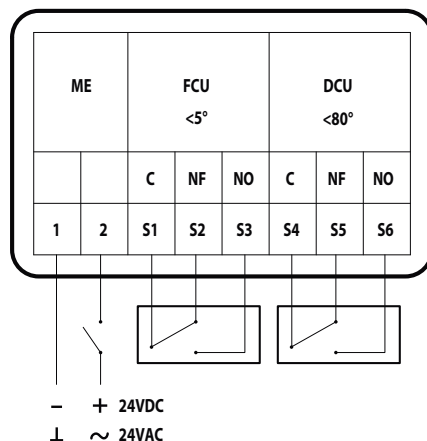 ME FCU DCU
<5° <80°
C NF NO C NF NO
1 2 S1 S2 S3 S4 S5 S6
− + 24VDC
⊥ ~ 24VAC